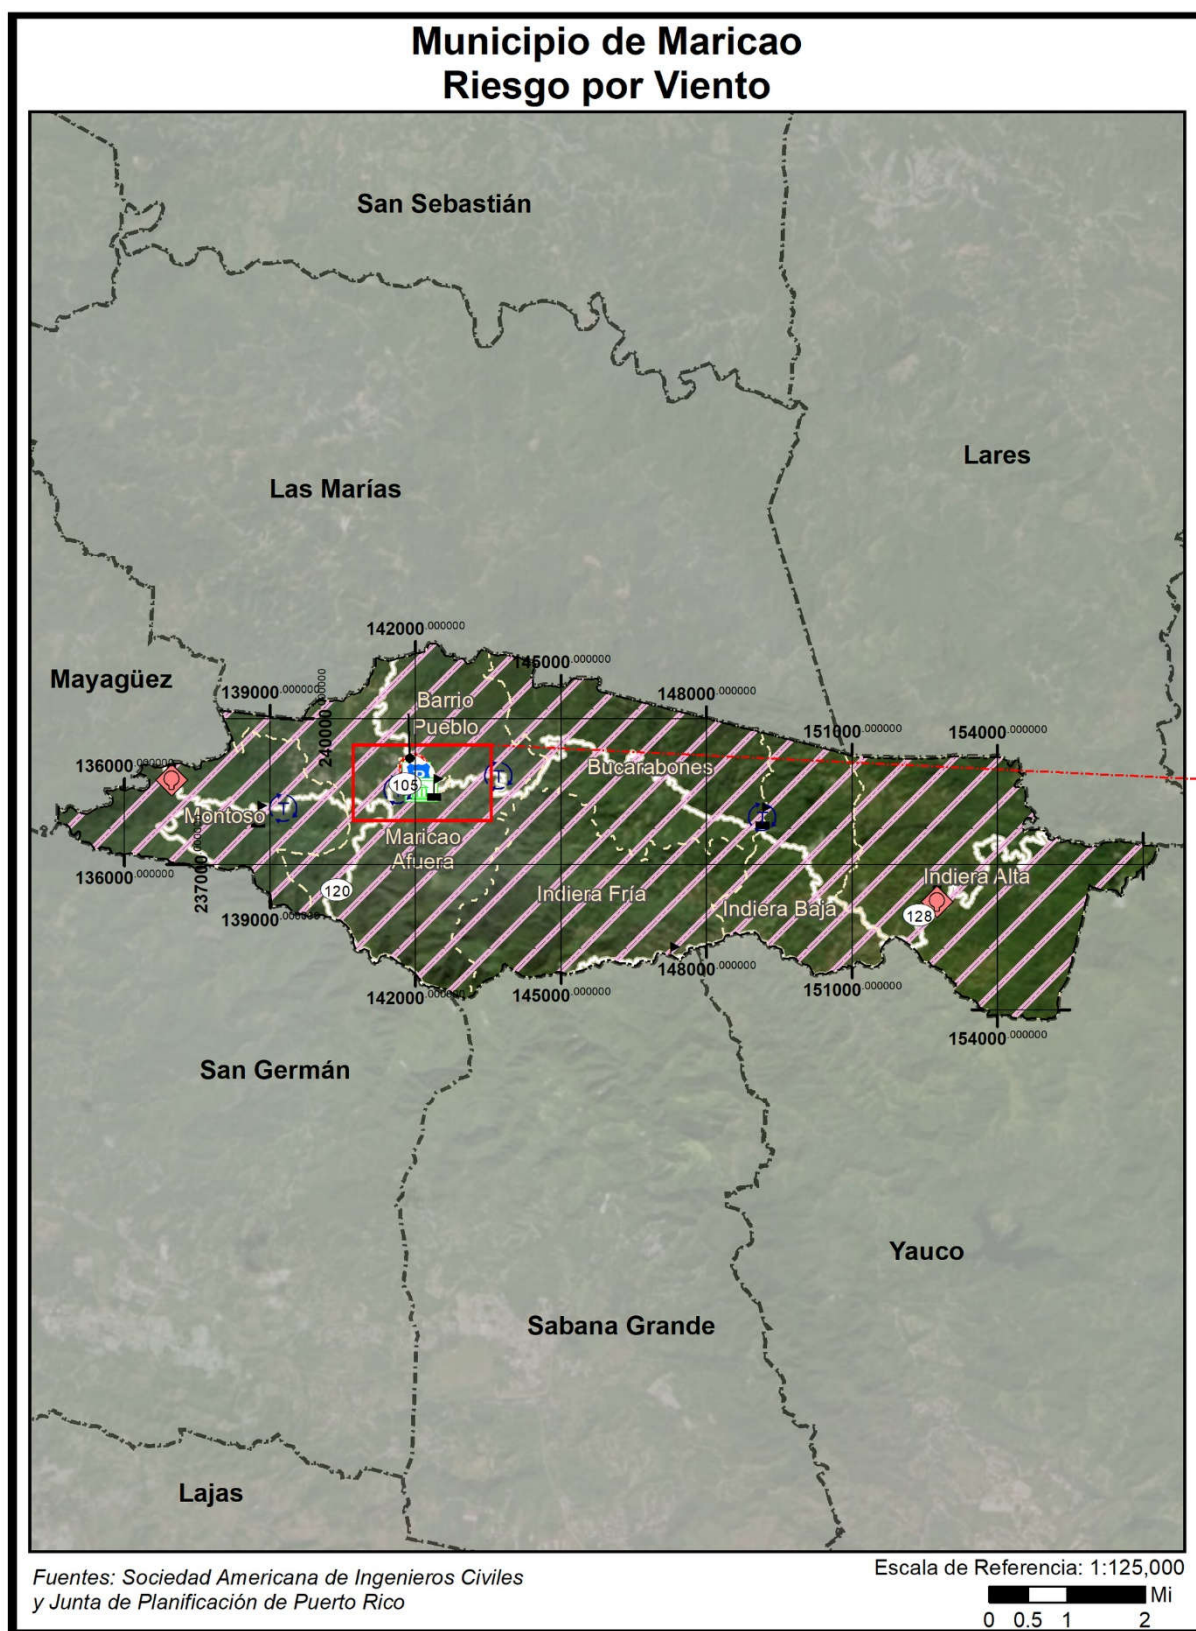 Municipio de Maricao
Riesgo por Viento
San Sebastián
Lares
Las Marías
Mayagüez
142000.000000
145000.000000
139000.000000
148000.000000
240000.000000
151000.000000
154000.000000
136000.000000
Barrio
Pueblo
Bucarabones
105
Montoso
Maricao
Afuera
237000.000000
136000.000000
120
139000.000000
Indiera Fría
Indiera Baja
Indiera Alta
128
148000.000000
142000.000000
145000.000000
151000.000000
154000.000000
San Germán
Yauco
Sabana Grande
Lajas
Fuentes: Sociedad Americana de Ingenieros Civiles
y Junta de Planificación de Puerto Rico
Escala de Referencia: 1:125,000
Mi
0 0.5 1 2